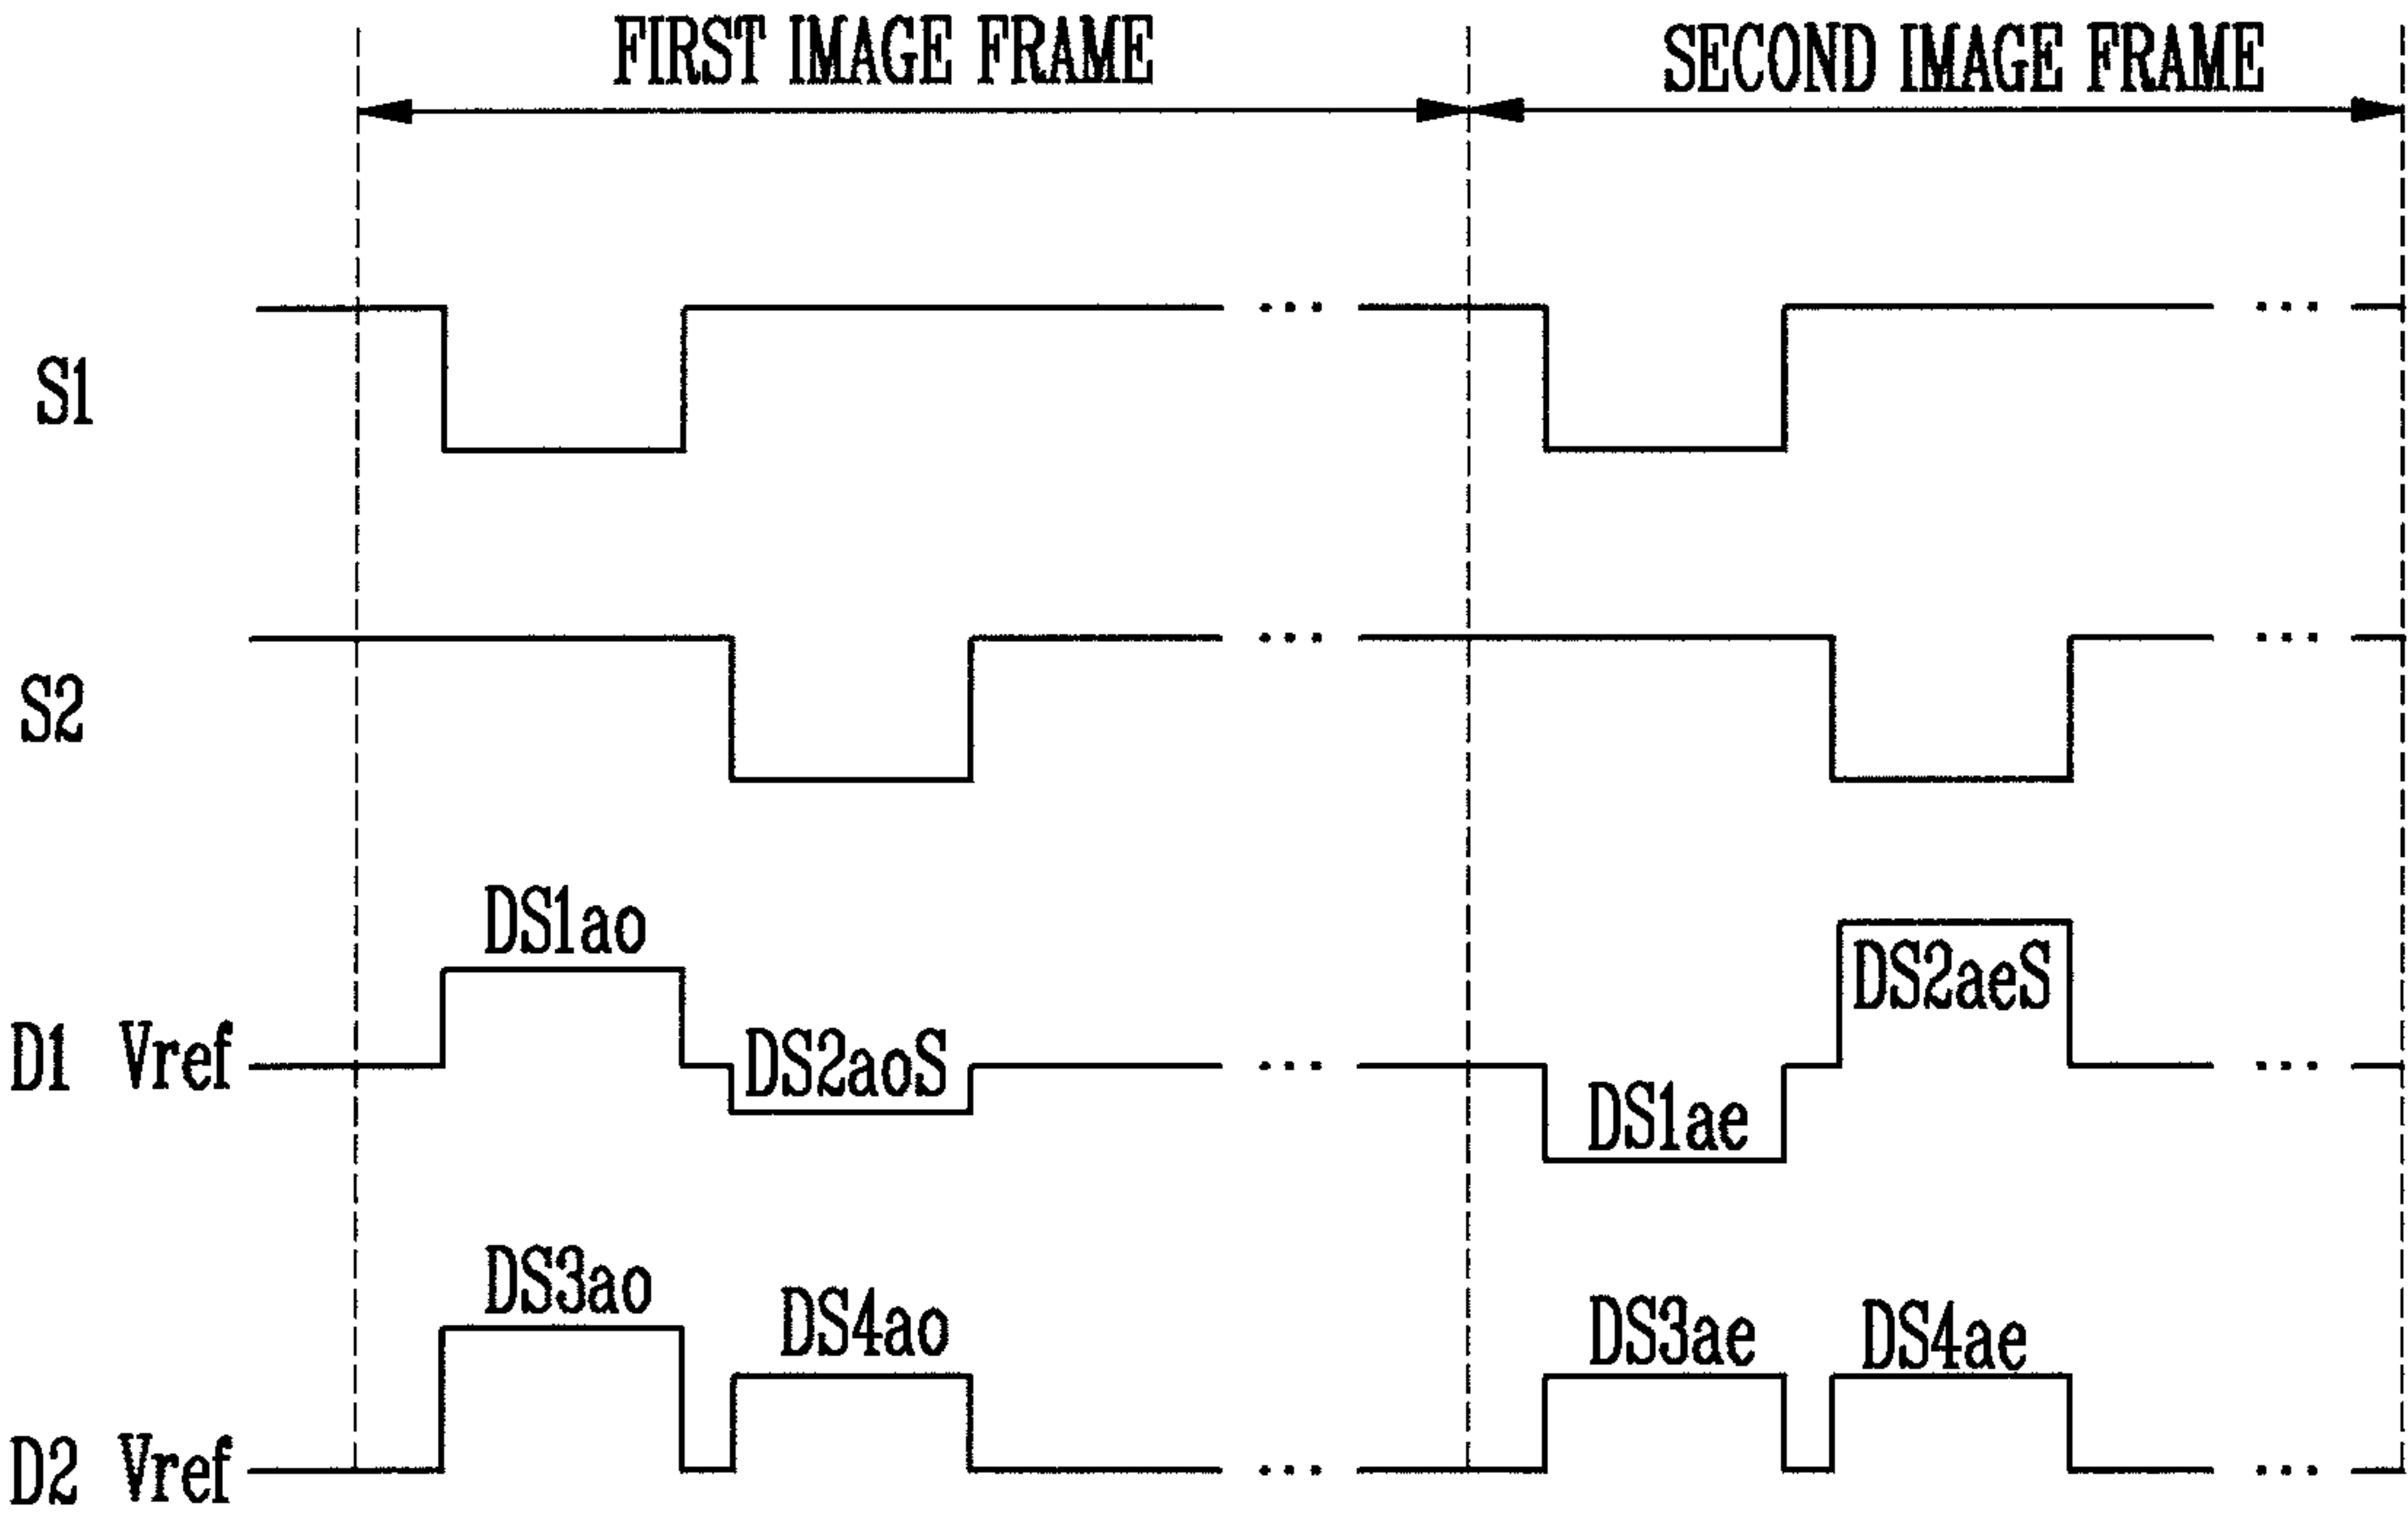 FIRST IMAGE FRAME
SECOND IMAGE FRAME
S1
S2
DS1ao
DS2aeS
D1 Vref
DS2aoS
DS1ae
DS3ao
DS4ao
DS3ae
DS4ae
D2 Vref